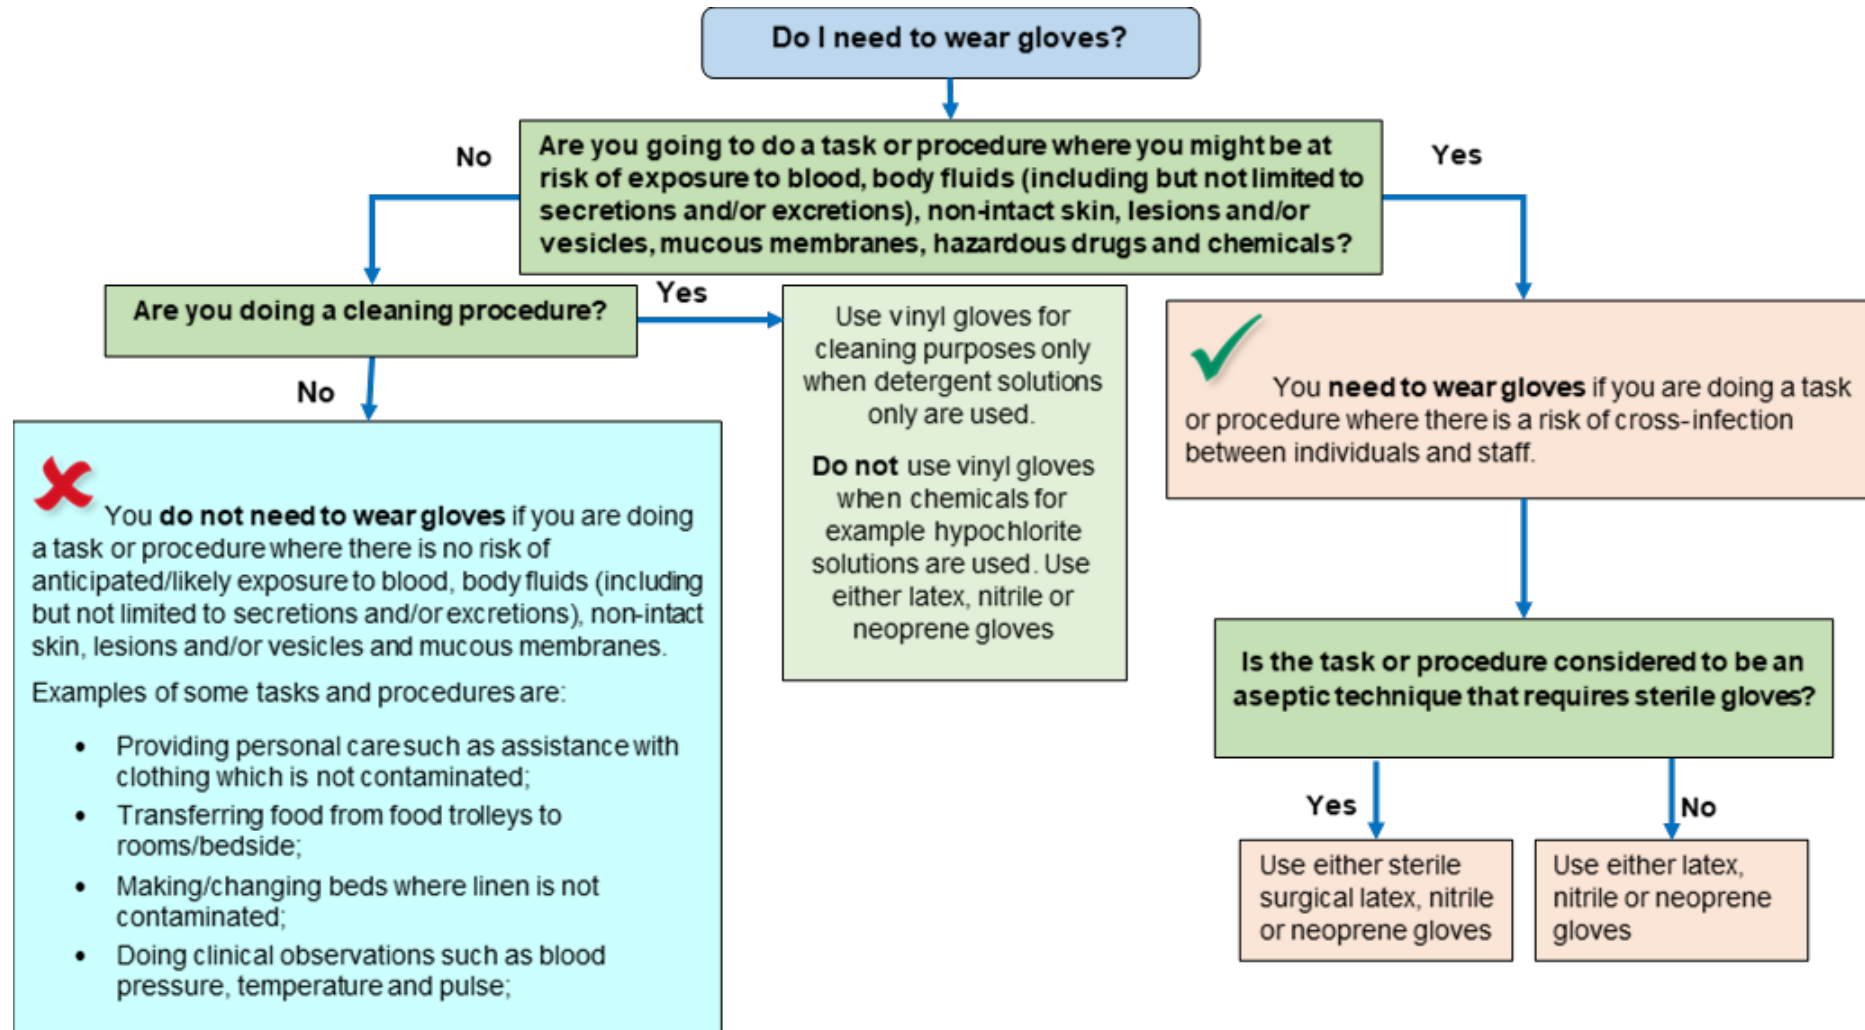 Do I need to wear gloves?
No
Are you going to do a task or procedure where you might be at
risk of exposure to blood, body fluids (including but not limited to
secretions and/or excretions), non-intact skin, lesions and/or
vesicles, mucous membranes, hazardous drugs and chemicals?
Yes
Are you doing a cleaning procedure?
Yes
No
Use vinyl gloves for
cleaning purposes only
when detergent solutions
only are used.
Do not use vinyl gloves
when chemicals for
example hypochlorite
solutions are used. Use
either latex, nitrile or
neoprene gloves
You need to wear gloves if you are doing a task
or procedure where there is a risk of cross-infection
between individuals and staff.
You do not need to wear gloves if you are doing
a task or procedure where there is no risk of
anticipated/likely exposure to blood, body fluids (including
but not limited to secretions and/or excretions), non-intact
skin, lesions and/or vesicles and mucous membranes.
Examples of some tasks and procedures are:
• Providing personal care such as assistance with
clothing which is not contaminated;
• Transferring food from food trolleys to
rooms/bedside;
• Making/changing beds where linen is not
contaminated;
• Doing clinical observations such as blood
pressure, temperature and pulse;
Is the task or procedure considered to be an
aseptic technique that requires sterile gloves?
Yes
No
Use either sterile
surgical latex, nitrile
or neoprene gloves
Use either latex,
nitrile or neoprene
gloves